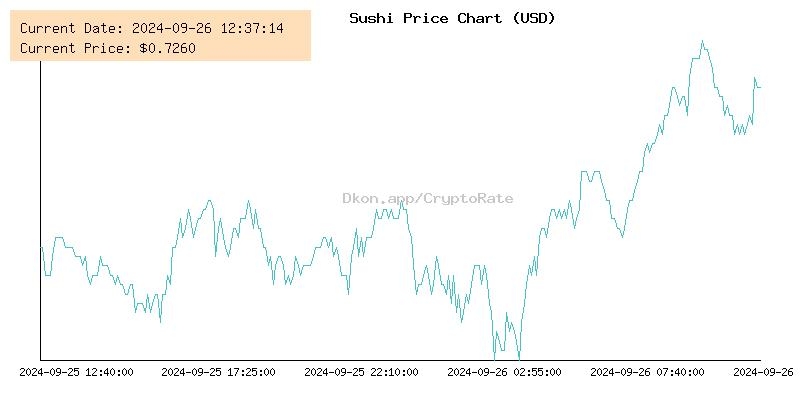 Sushi Price Chart (USD)
Current Date: 2024-09-26 12:37:14
Current Price: $0.7260
Dkon.app/CryptoRate
2024-09-25 12:40:00 2024-09-25 17:25:00 2024-09-25 22:10:00 2024-09-26 02:55:00 2024-09-26 07:40:00 2024-09-26